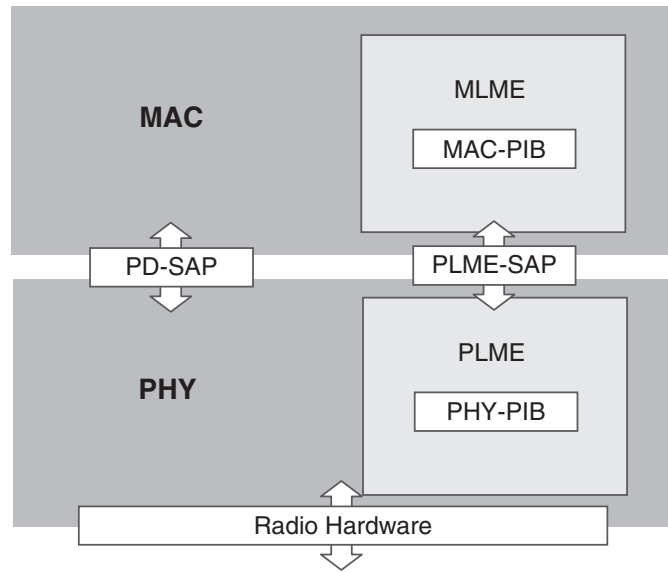 MLME
MAC
MAC-PIB
PD-SAP
PLME-SAP
PLME
PHY
PHY-PIB
Radio Hardware